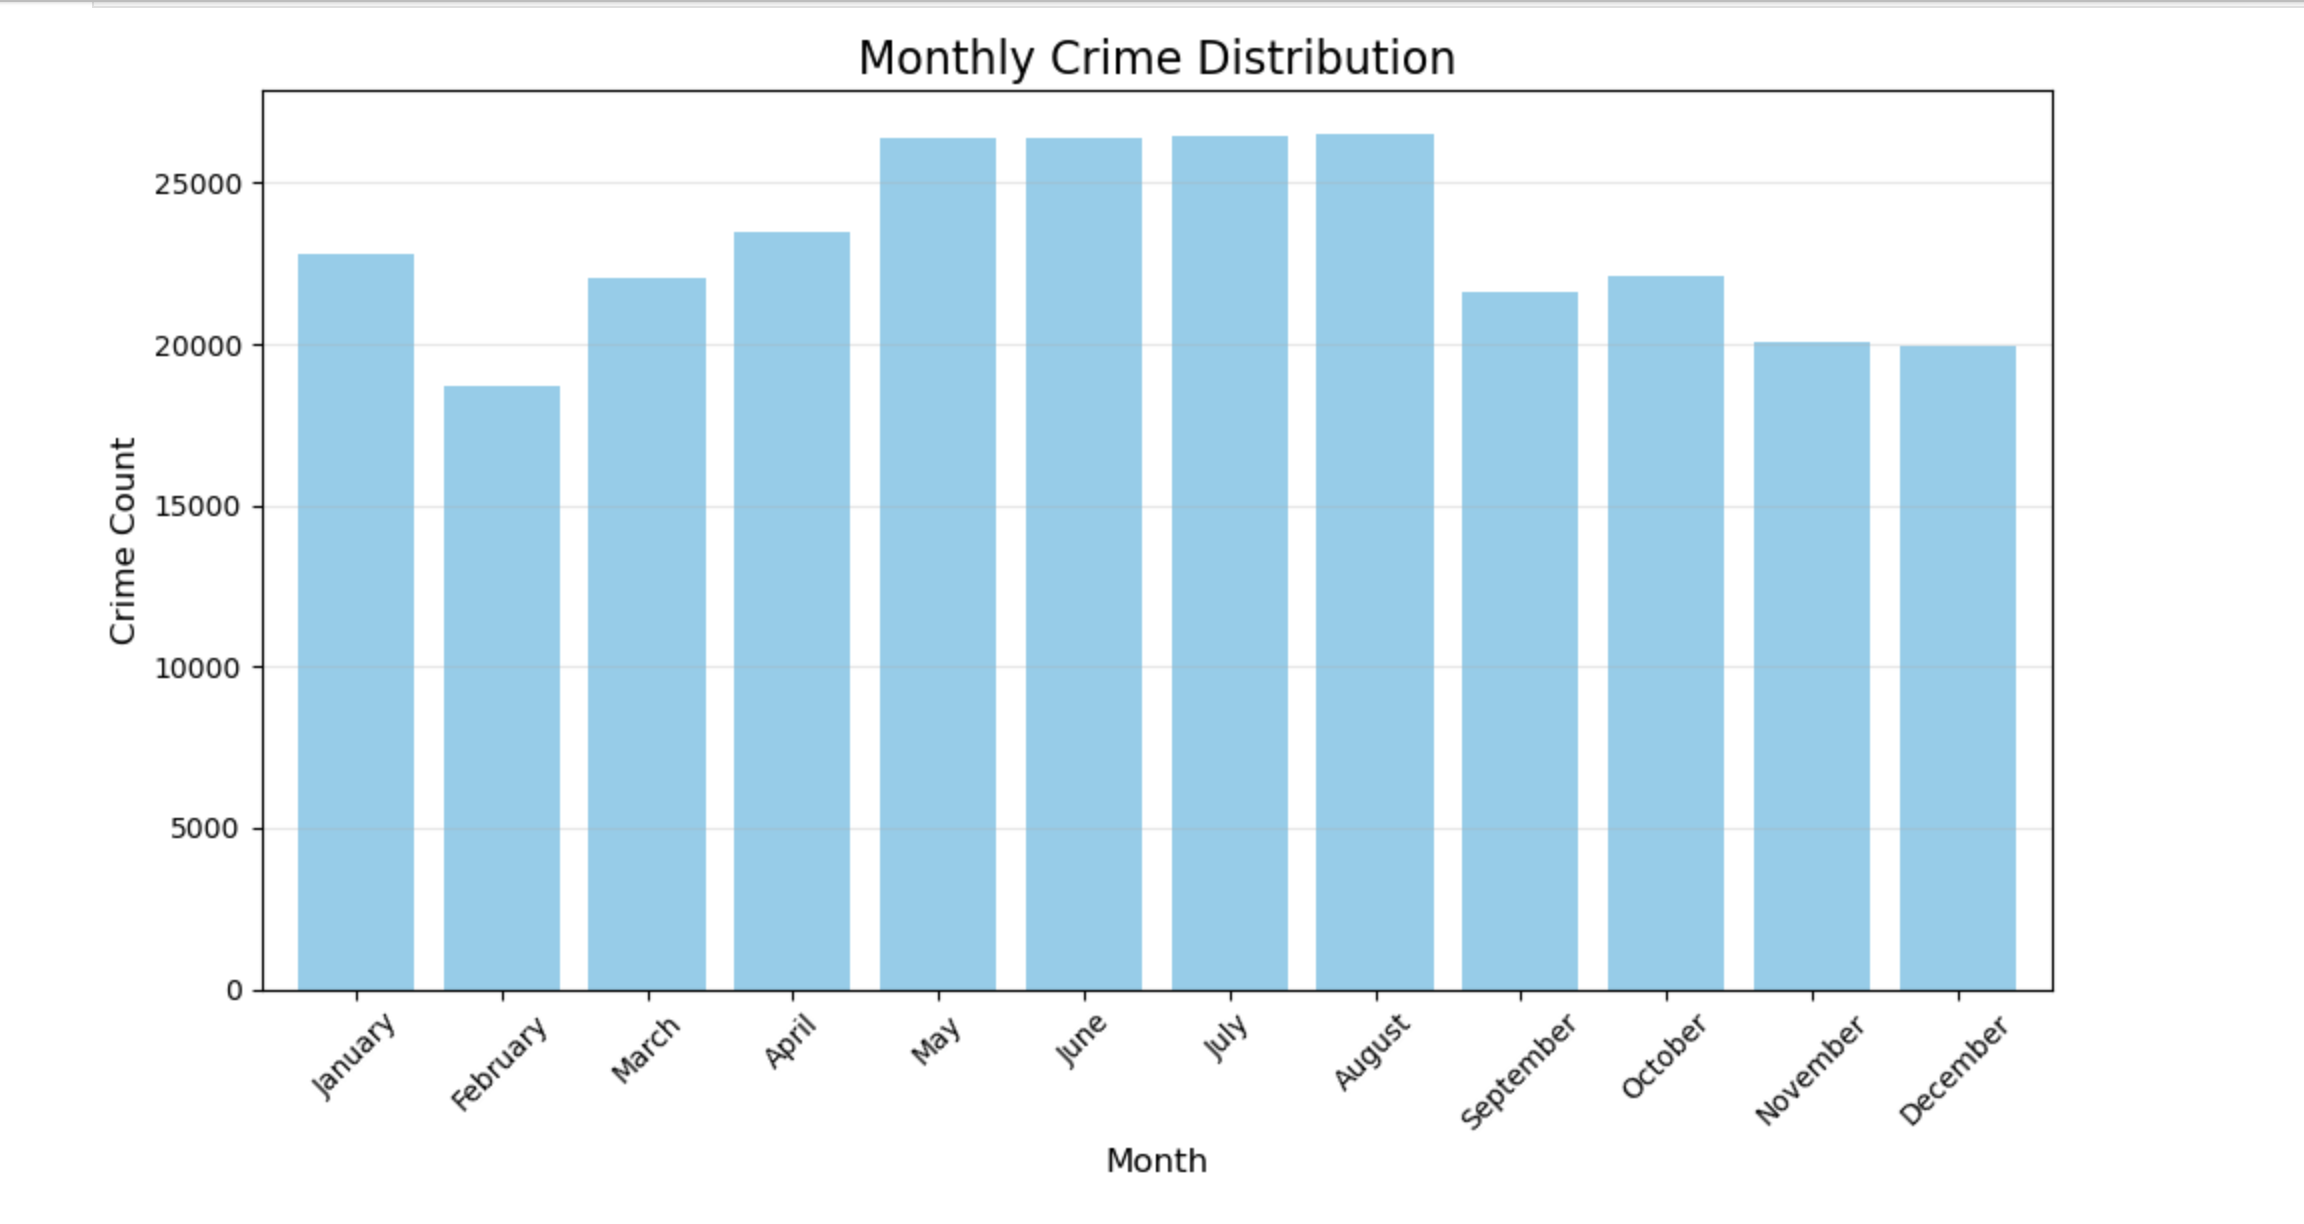 Monthly Crime Distribution
25000
20000
15000
10000
5000
0
Crime Count
January
February
March
April
May
June
July
August
September
October
November
December
Month